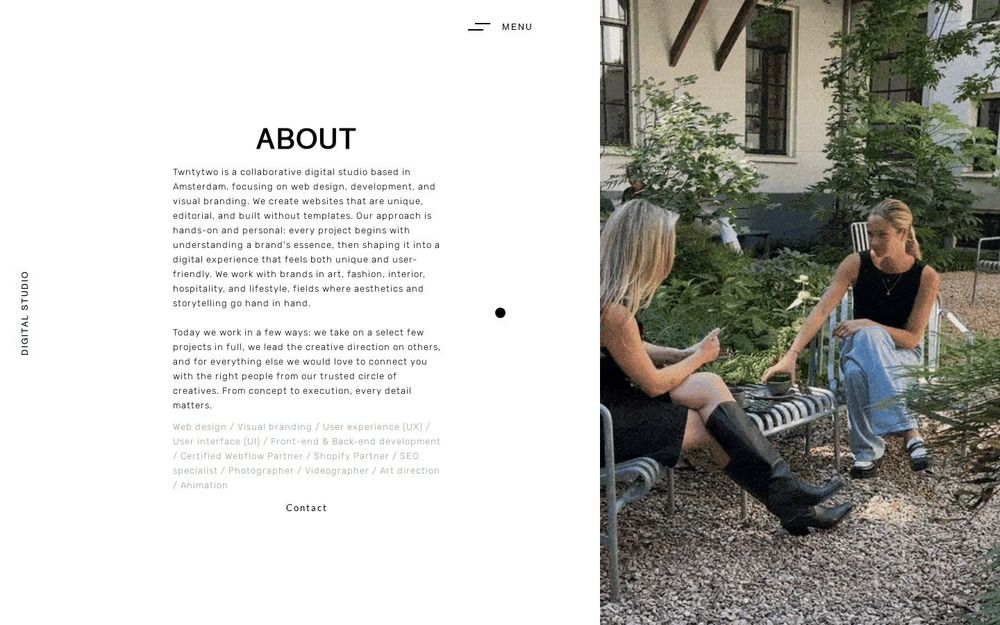 MENU
ABOUT
Twntytwo is a collaborative digital studio based in
Amsterdam, focusing on web design, development, and
visual branding. We create websites that are unique,
editorial, and built without templates. Our approach is
hands-on and personal: every project begins with
understanding a brand's essence, then shaping it into a
digital experience that feels both unique and user-
friendly. We work with brands in art, fashion, interior,
hospitality, and lifestyle, fields where aesthetics and
storytelling go hand in hand.
Today we work in a few ways: we take on a select few
projects in full, we lead the creative direction on others,
and for everything else we would love to connect you
with the right people from our trusted circle of
creatives. From concept to execution, every detail
matters.
Web design / Visual branding / User experience (UX) /
User interface (UI) / Front-end & Back-end development
/ Certified Webflow Partner / Shopify Partner / SEO
specialist / Photographer / Videographer / Art direction
/ Animation
Contact
DIGITAL STUDIO